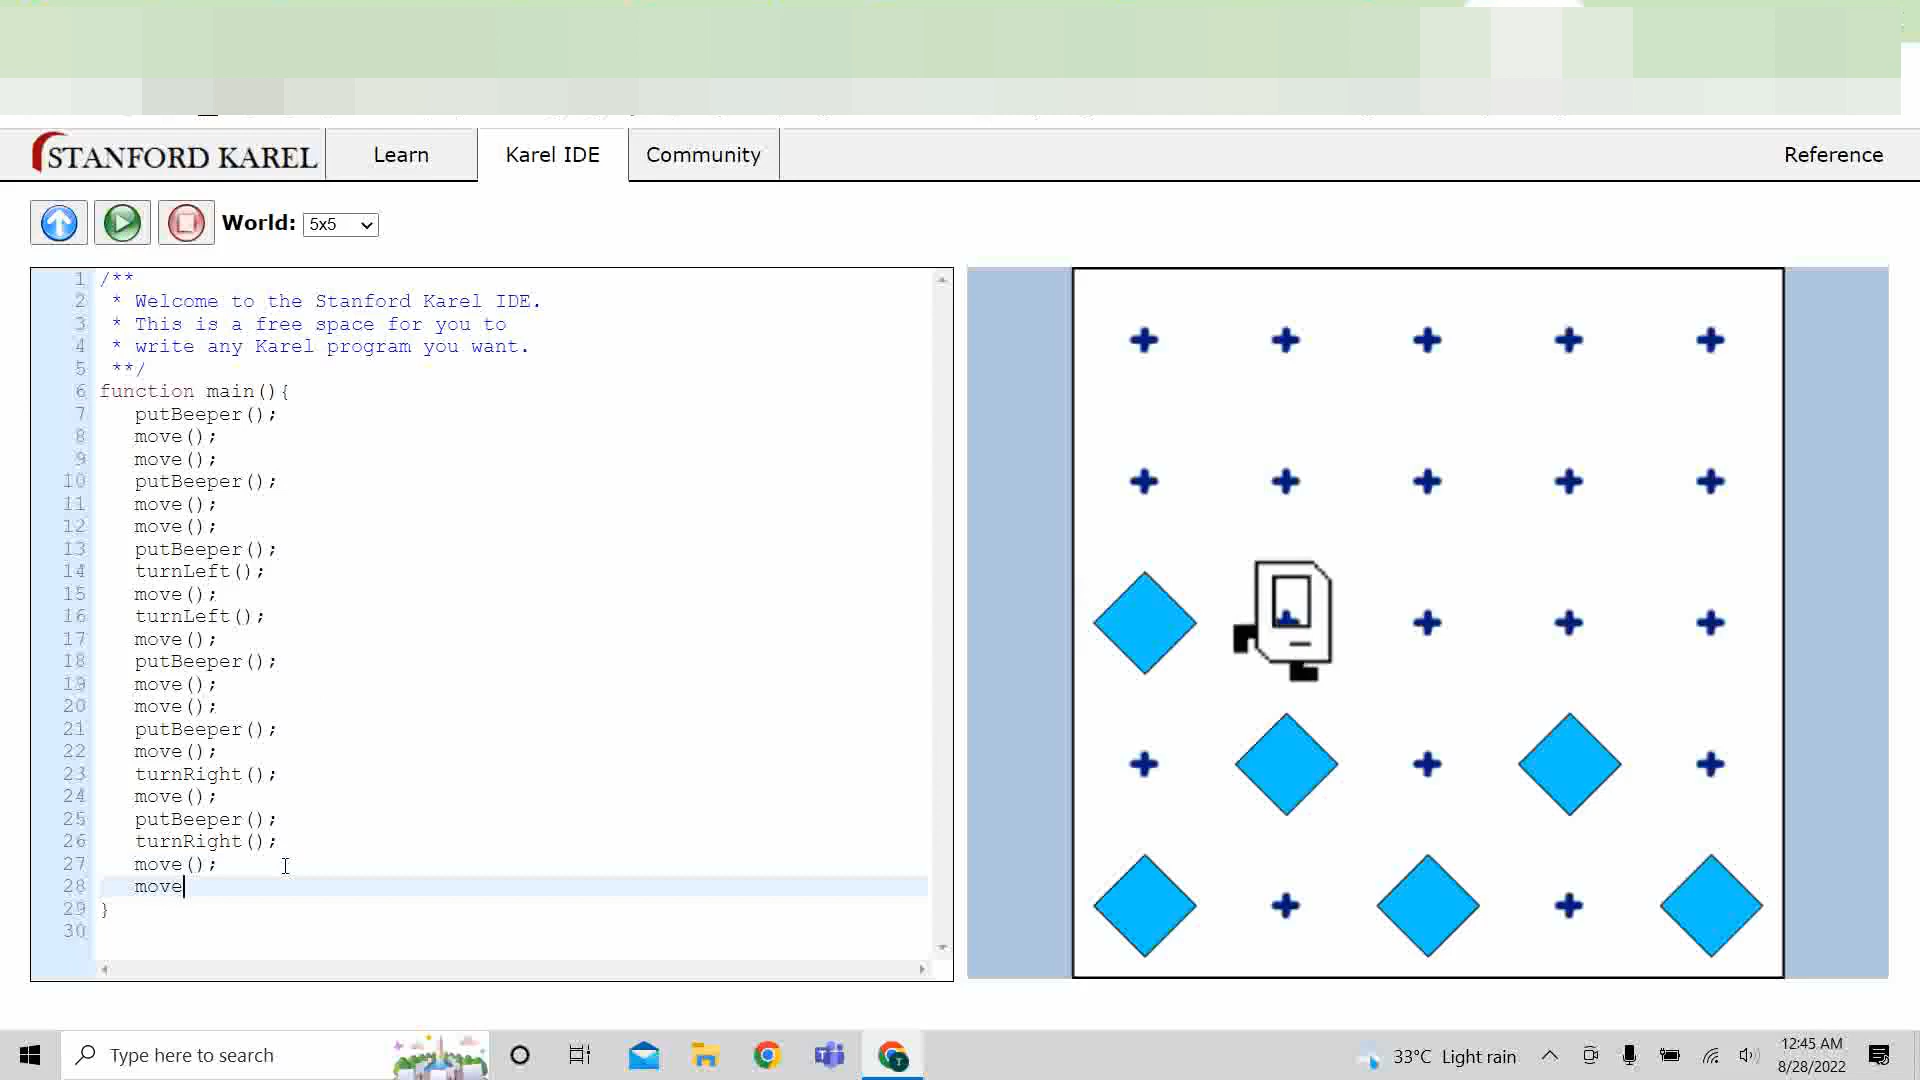 STANFORD KAREL Learn Karel IDE Community Reference
World: 5x5
1 /**
2 * Welcome to the Stanford Karel IDE.
3 * This is a free space for you to
4 * write any Karel program you want.
5 **/
6 function main(){
7 putBeeper();
8 move();
9 move();
10 putBeeper();
11 move();
12 move();
13 putBeeper();
14 turnLeft();
15 move();
16 turnLeft();
17 move();
18 putBeeper();
19 move();
20 move();
21 putBeeper();
22 move();
23 turnRight();
24 move();
25 putBeeper();
26 turnRight();
27 move();
28 move
29 }
30
Type here to search 33°C Light rain 12:45 AM
8/28/2022